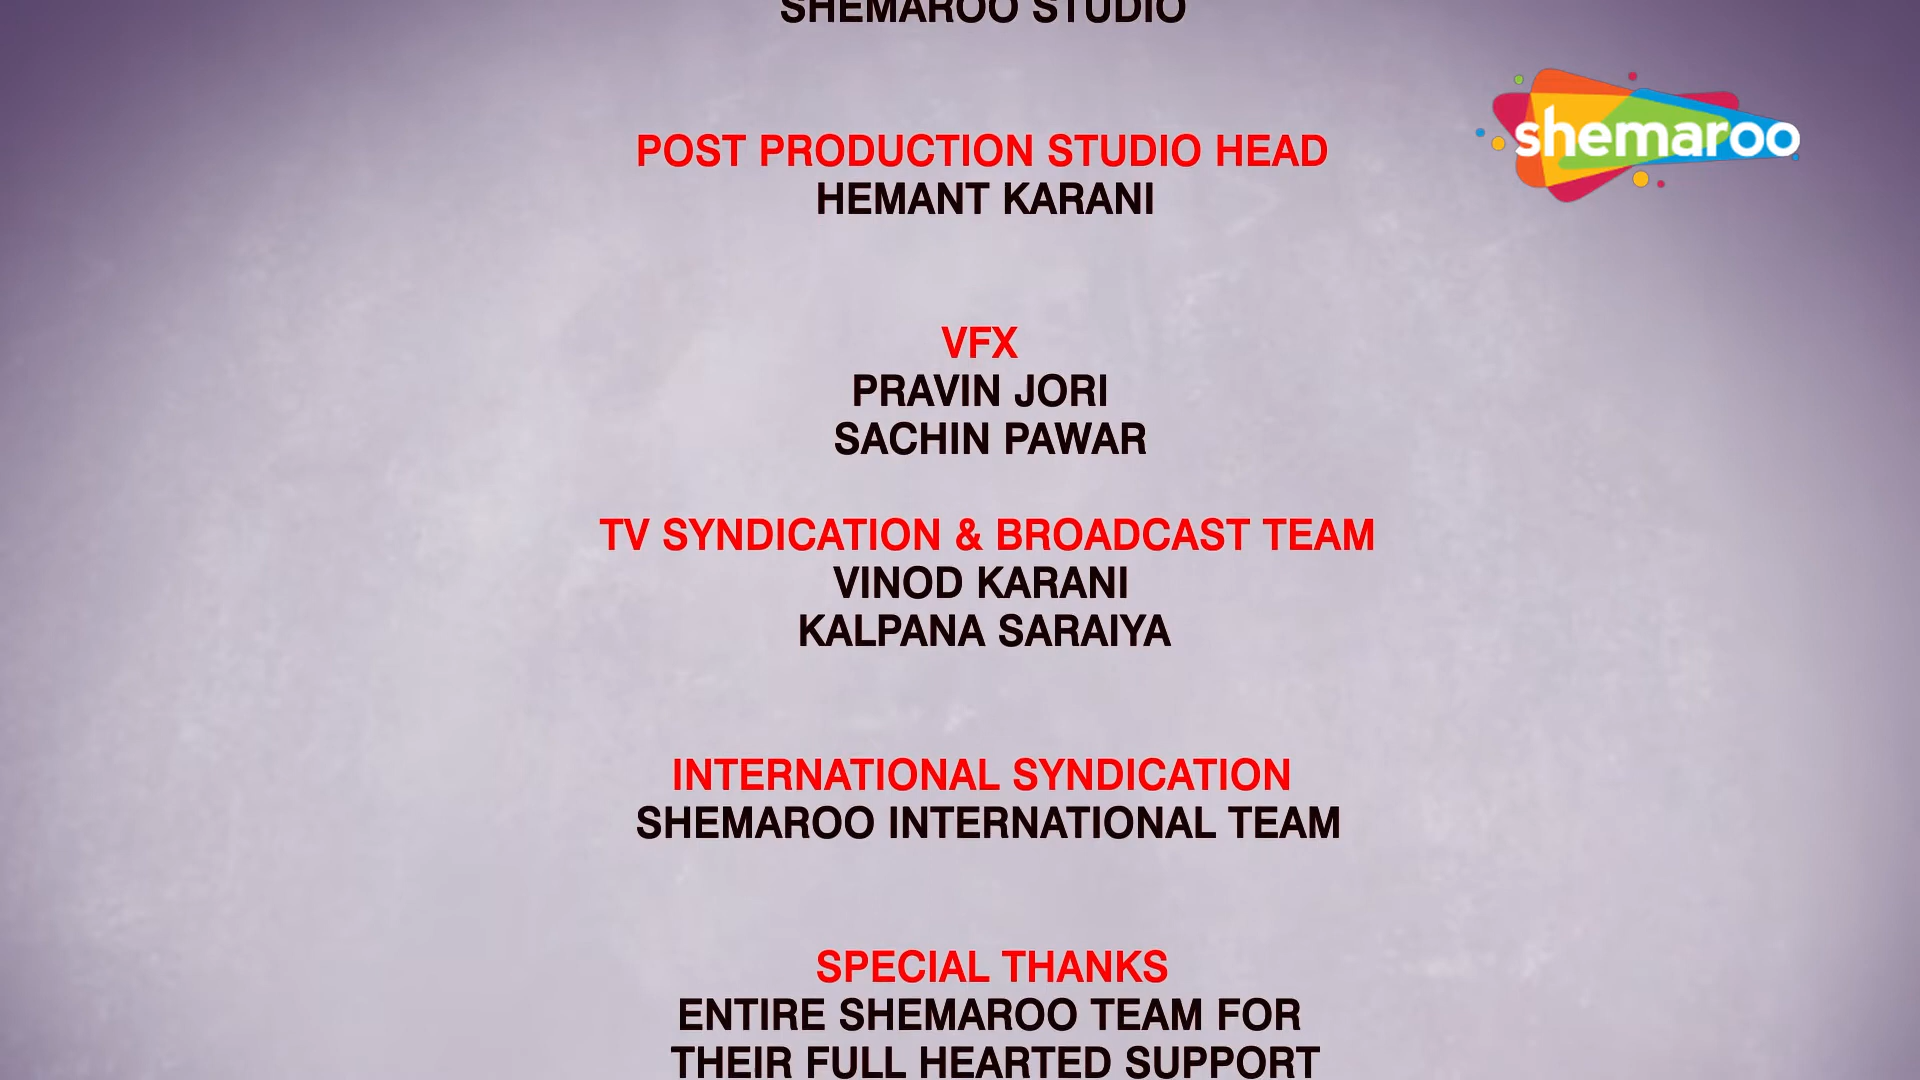 SHEMAROO STUDIO
shemaroo
POST PRODUCTION STUDIO HEAD
HEMANT KARANI
VFX
PRAVIN JORI
SACHIN PAWAR
TV SYNDICATION & BROADCAST TEAM
VINOD KARANI
KALPANA SARAIYA
INTERNATIONAL SYNDICATION
SHEMAROO INTERNATIONAL TEAM
SPECIAL THANKS
ENTIRE SHEMAROO TEAM FOR
THEIR FULL HEARTED SUPPORT